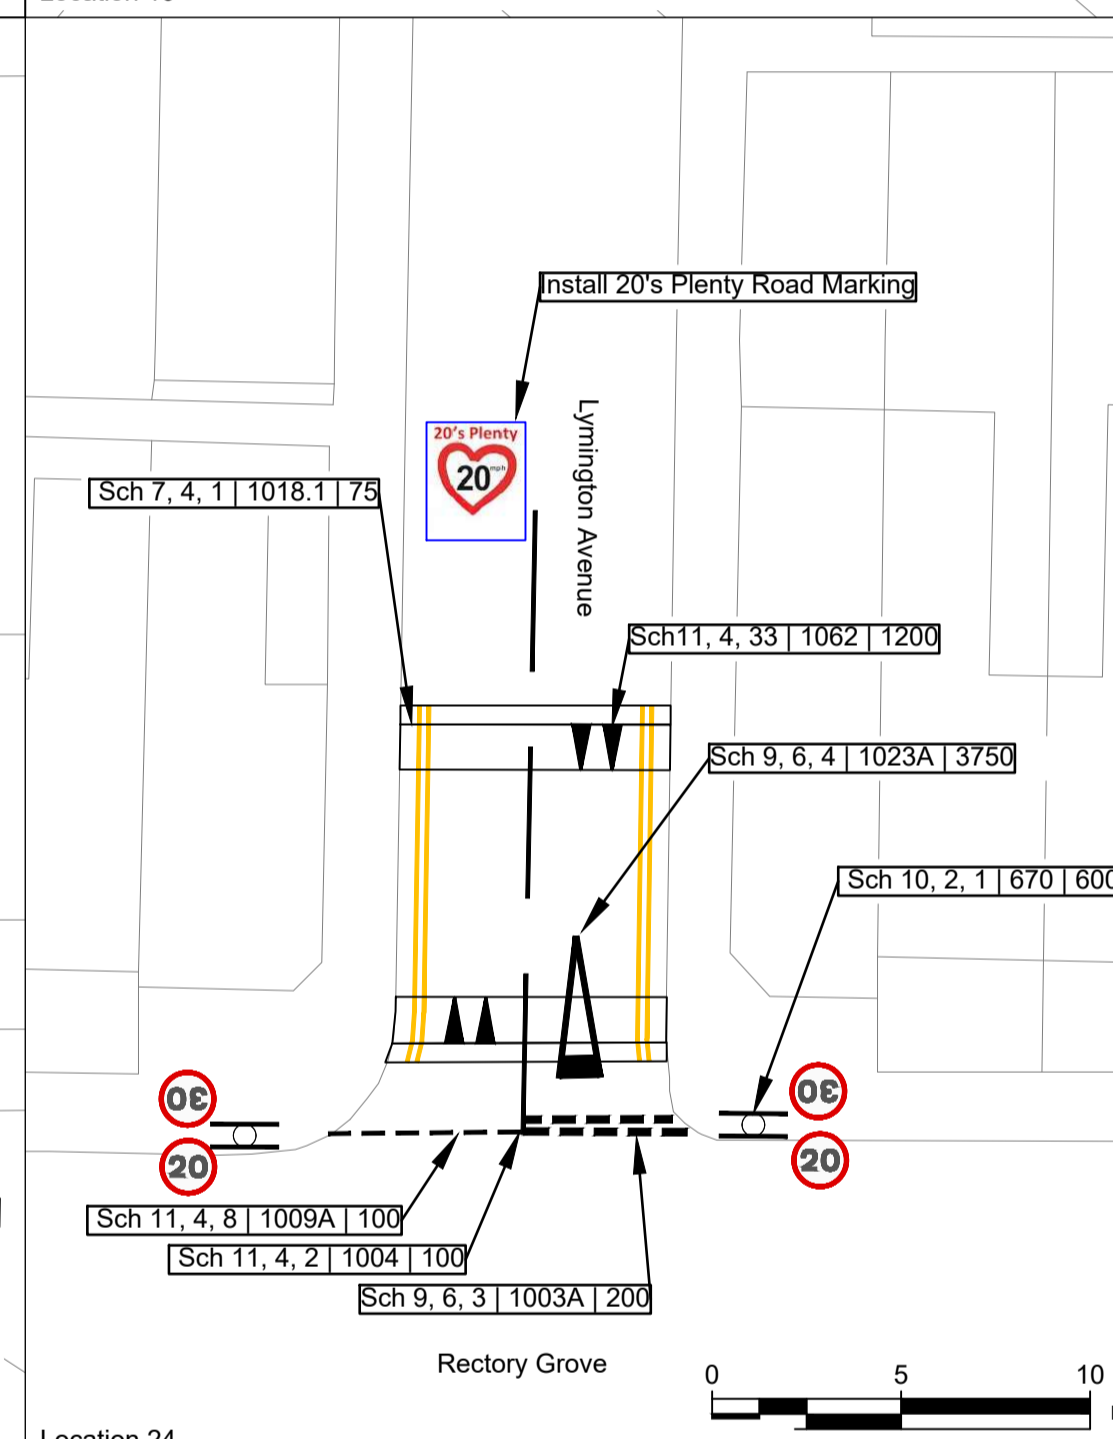 Install 20's Plenty Road Marking
20's Plenty
20 mph
Lymington Avenue
Sch 7, 4, 1 | 1018.1 | 75
Sch11, 4, 33 | 1062 | 1200
Sch 9, 6, 4 | 1023A | 3750
Sch 10, 2, 1 | 670 | 600
30
20
30
20
Sch 11, 4, 8 | 1009A | 100
Sch 11, 4, 2 | 1004 | 100
Sch 9, 6, 3 | 1003A | 200
Rectory Grove
0 5 10
Location 24